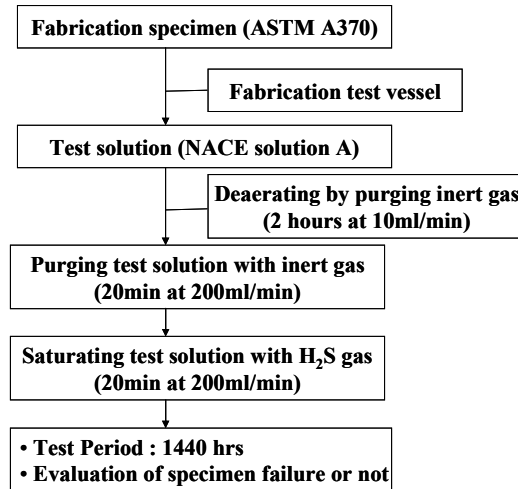 Fabrication specimen (ASTM A370)
Fabrication test vessel
Test solution (NACE solution A)
Deaerating by purging inert gas
(2 hours at 10ml/min)
Purging test solution with inert gas
(20min at 200ml/min)
Saturating test solution with H₂S gas
(20min at 200ml/min)
• Test Period : 1440 hrs
• Evaluation of specimen failure or not